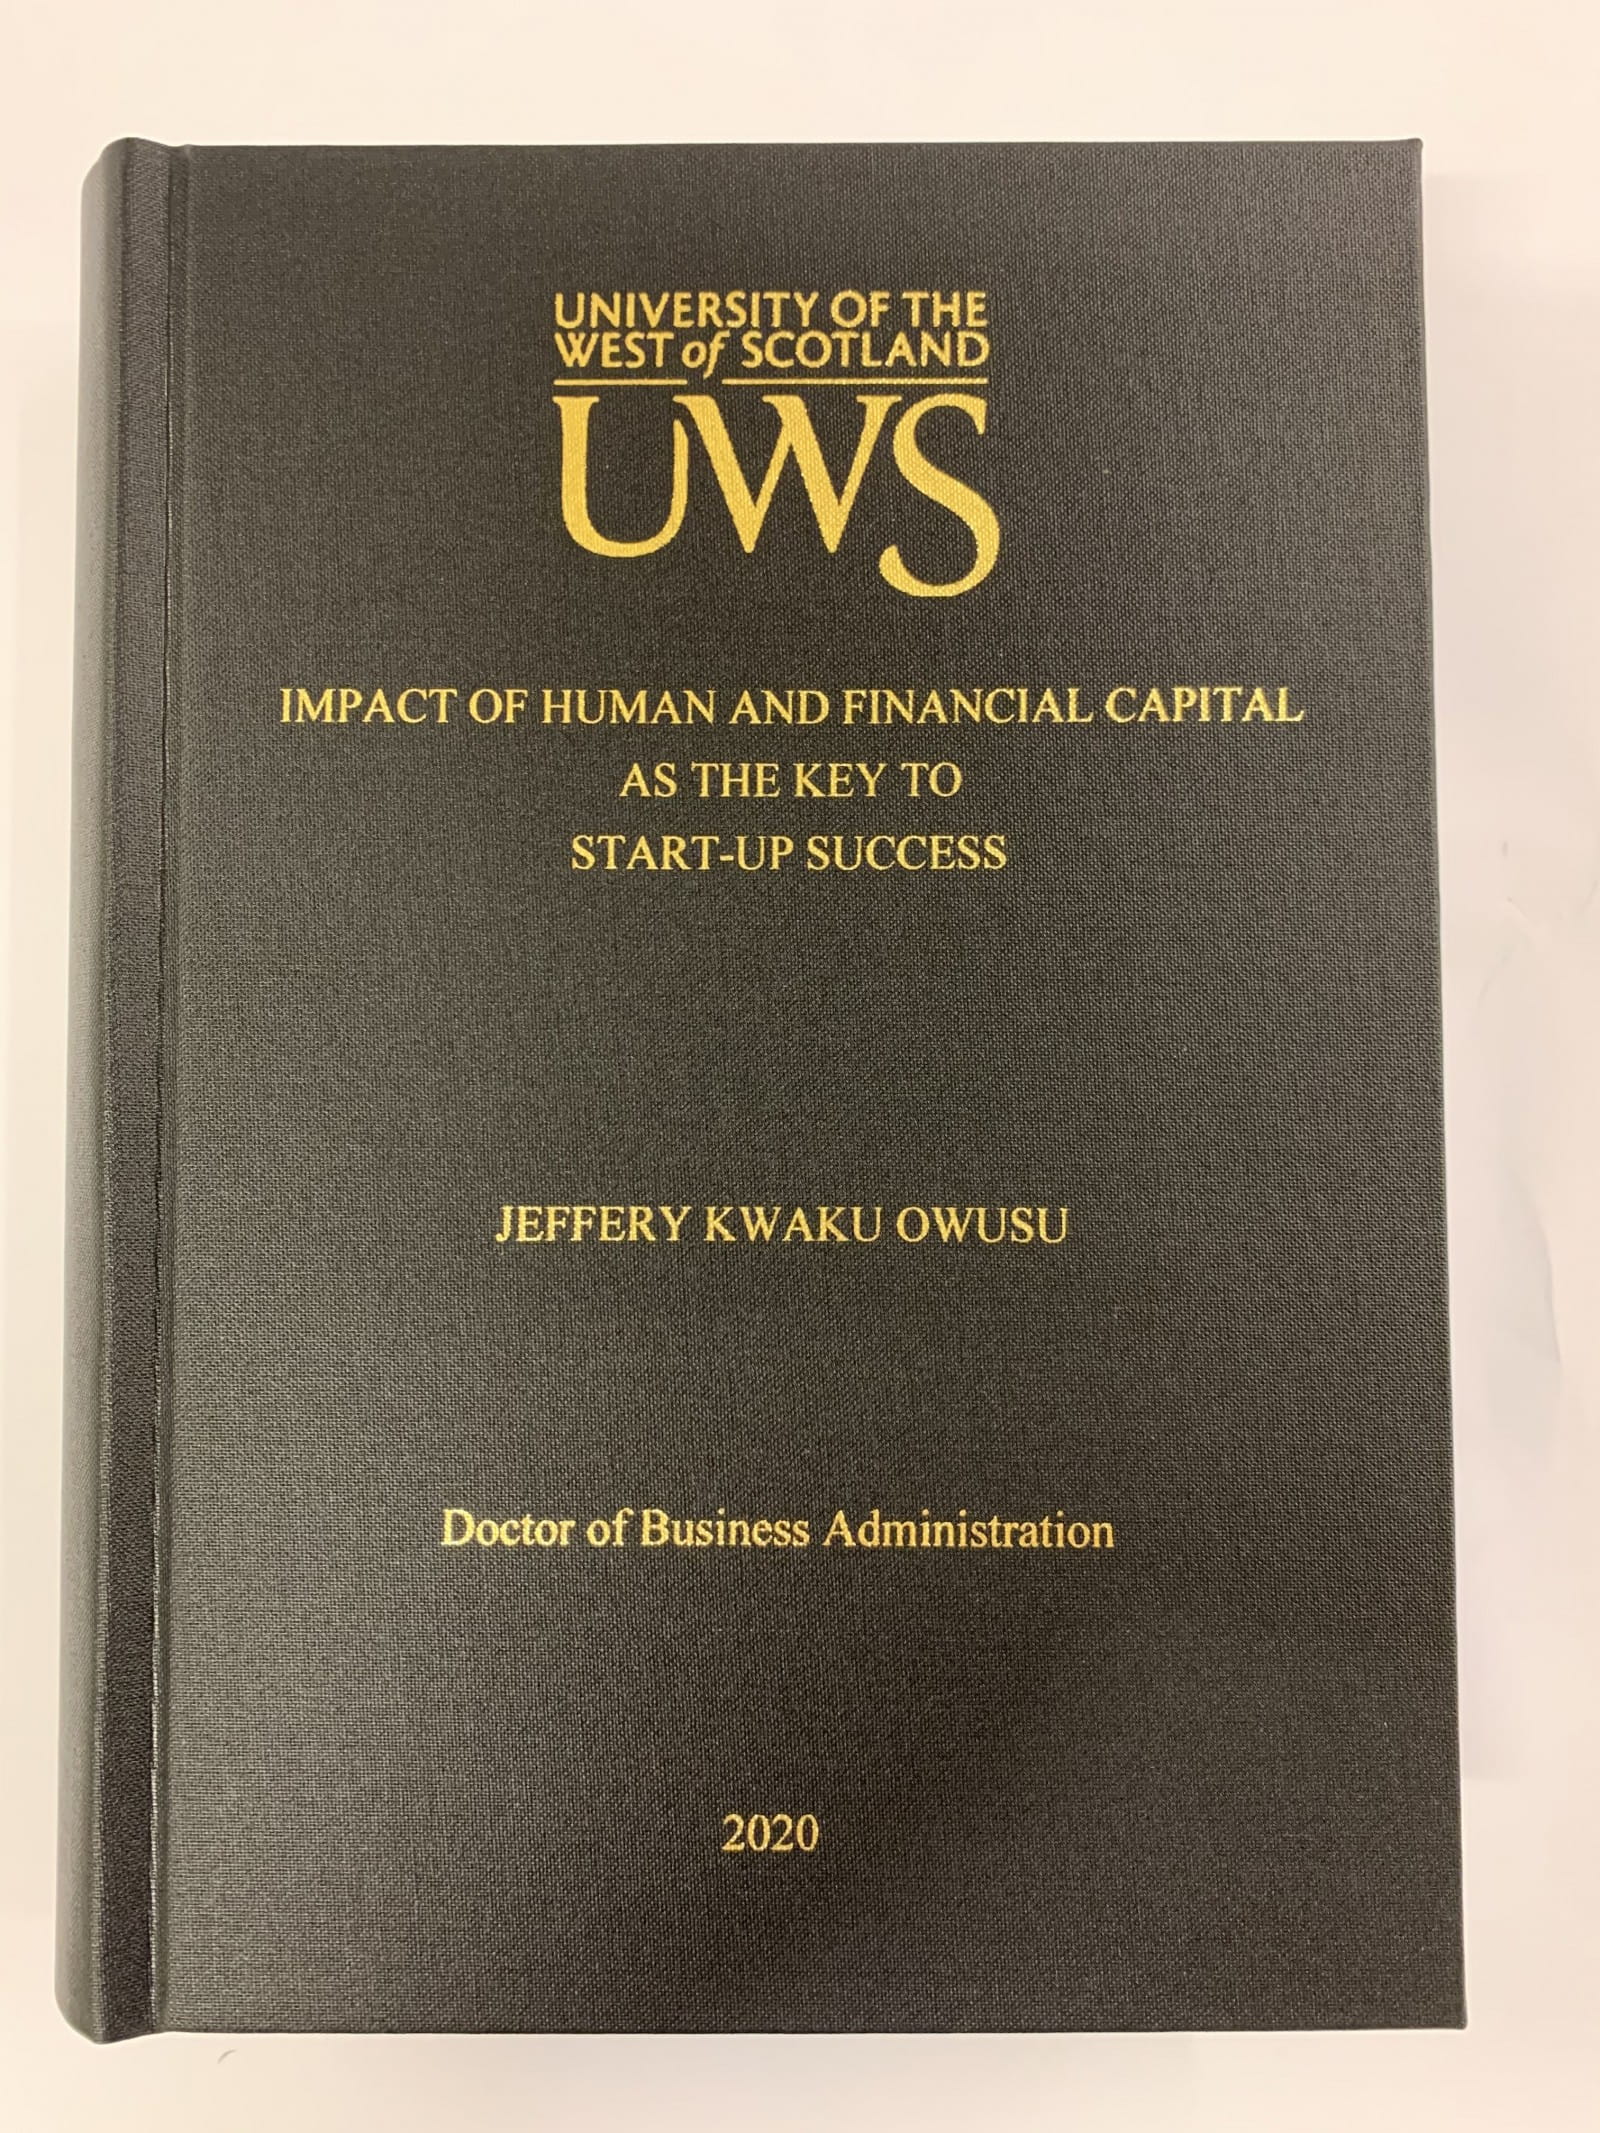 UNIVERSITY OF THE
WEST of SCOTLAND
UWS
IMPACT OF HUMAN AND FINANCIAL CAPITAL
AS THE KEY TO
START-UP SUCCESS
JEFFERY KWAKU OWUSU
Doctor of Business Administration
2020